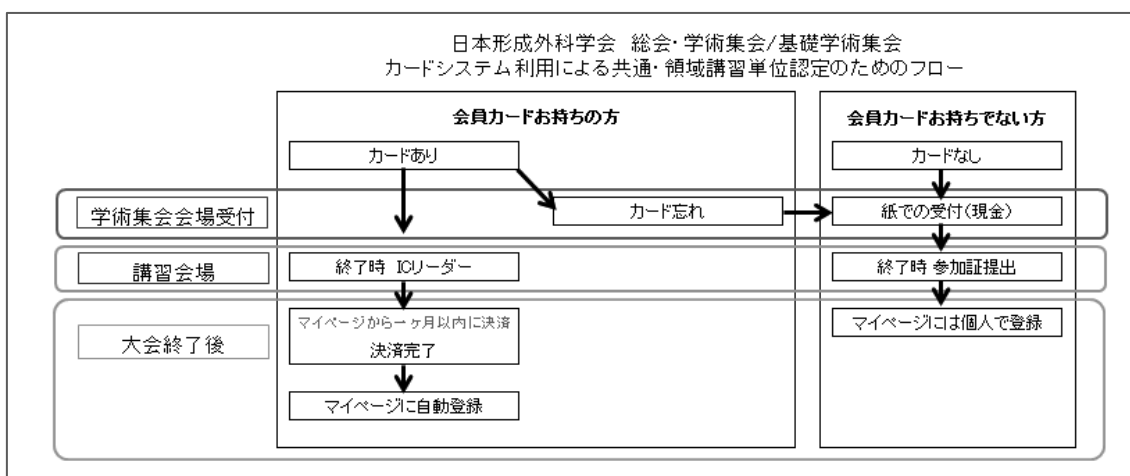 日本形成外科学会 総会・学術集会/基礎学術集会
カードシステム利用による共通・領域講習単位認定のためのフロー
会員カードお持ちの方
会員カードお持ちでない方
カードあり
カードなし
学術集会会場受付
カード忘れ
紙での受付(現金)
講習会場
終了時 ICリーダー
終了時 参加証提出
大会終了後
マイページから一ヶ月以内に決済
決済完了
マイページには個人で登録
マイページに自動登録